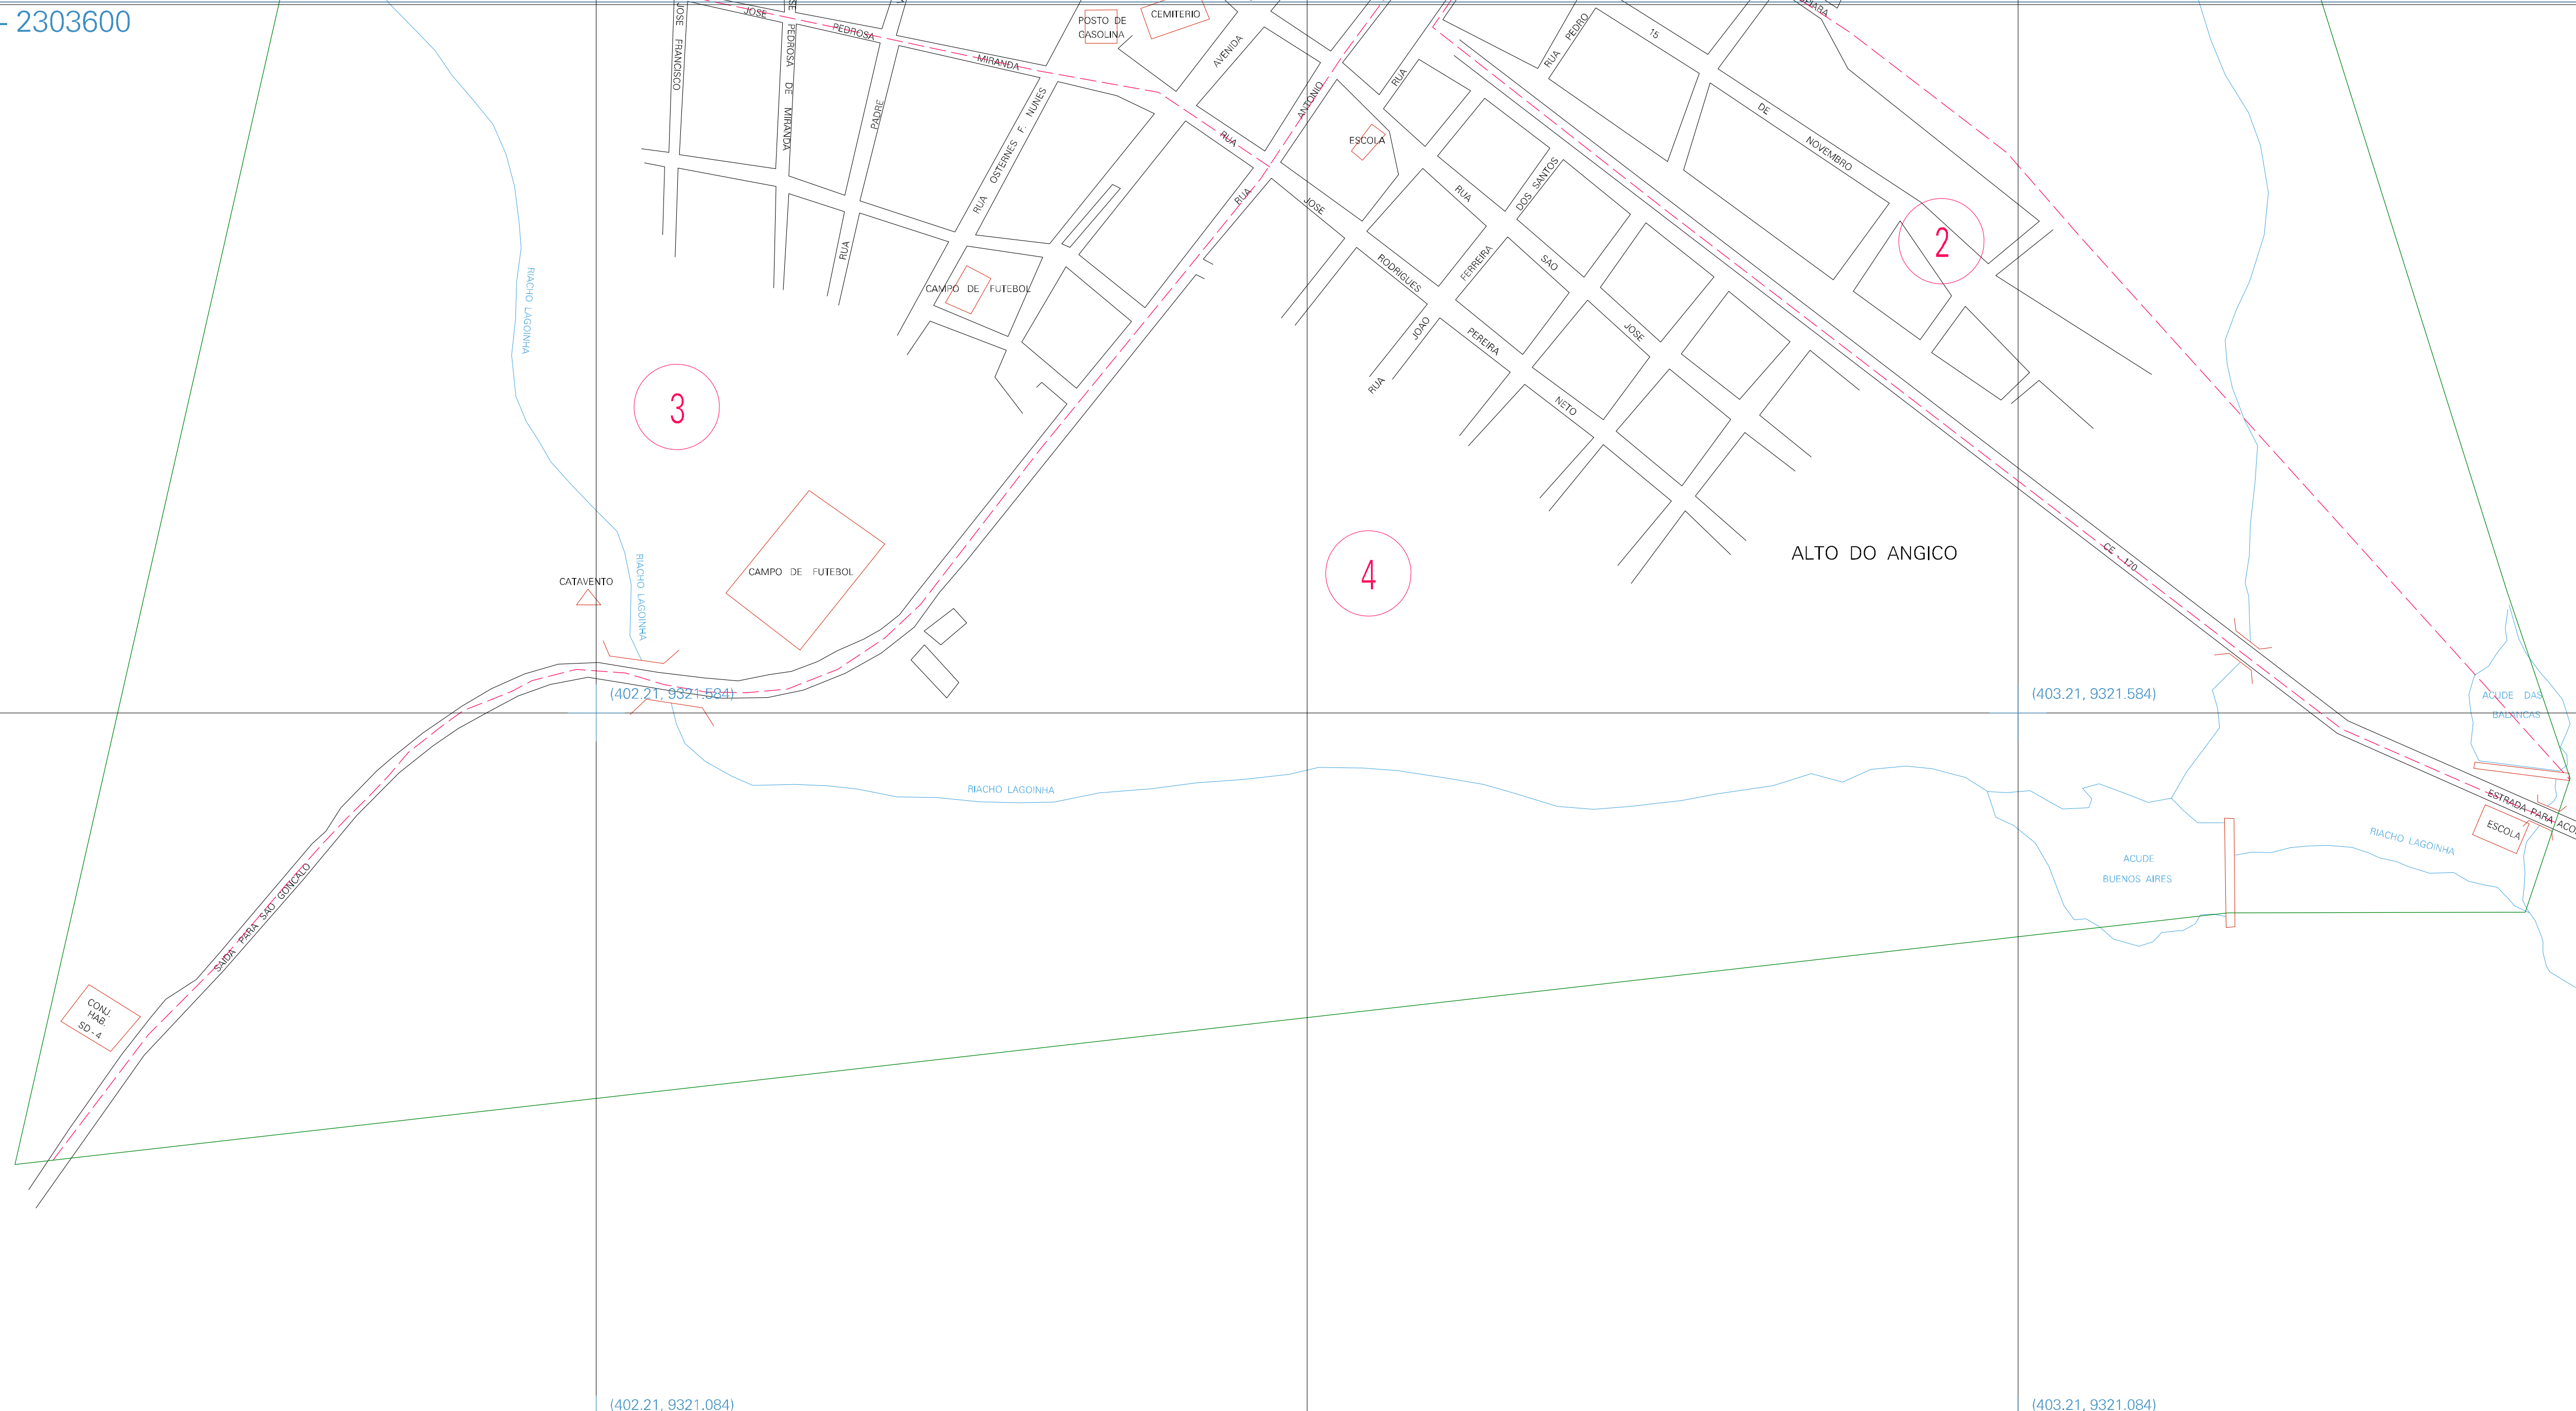 - 2303600
JOSE FRANCISCO
JOSE PEDROSA MIRANDA
PEDROSA DE MIRANDA
RUA PADRE
RUA OSTERNES F. NUNES
POSTO DE
GASOLINA
CEMITERIO
AVENIDA
RUA
RUA ANTONIO
ESCOLA
RUA
RUA PEDRO
15 DE NOVEMBRO
2
RUA SAO JOSE
RUA JOAO FERREIRA DOS SANTOS
JOSE RODRIGUES PEREIRA NETO
CAMPO DE FUTEBOL
RIACHO LAGOINHA
3
CAMPO DE FUTEBOL
CATAVENTO
RIACHO LAGOINHA
4
ALTO DO ANGICO
CE - 170
(402.21, 9321.584)
(403.21, 9321.584)
ACUDE DAS
BALANCAS
RIACHO LAGOINHA
ESTRADA PARA
ESCOLA
RIACHO LAGOINHA
ACUDE
BUENOS AIRES
SAIDA PARA SAO GONCALO
CONJ.
HAB.
SD - 4
(402.21, 9321.084)
(403.21, 9321.084)